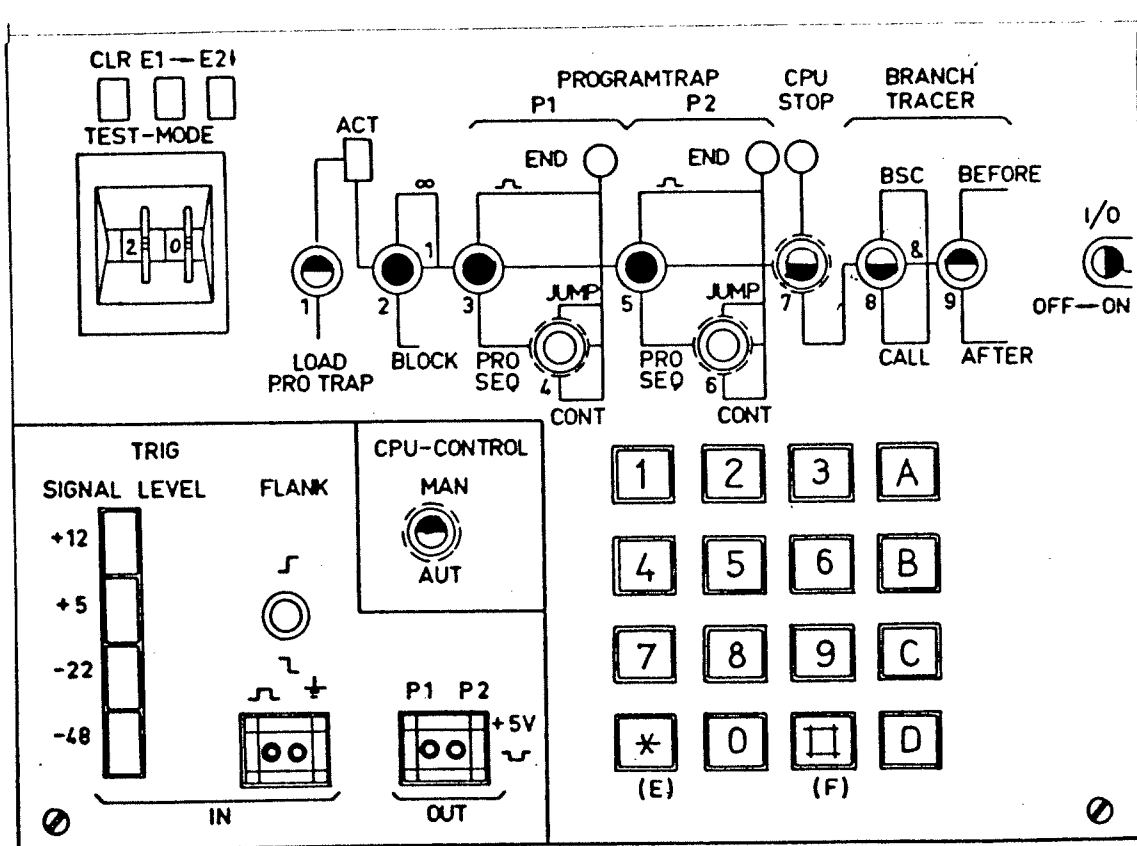 CLR E1 — E2
TEST-MODE
2 0
ACT
PROGRAMTRAP
P1 P2
CPU
STOP
BRANCH
TRACER
END
END
∞
1
1
2
3
5
7
8
&
9
BSC
BEFORE
I/O
OFF—ON
JUMP
JUMP
LOAD
PRO TRAP
BLOCK
PRO
SEQ
4
CONT
PRO
SEQ
6
CONT
CALL
AFTER
TRIG
SIGNAL LEVEL
FLANK
+12
+5
-22
-48
IN
CPU-CONTROL
MAN
AUT
P1 P2
+5V
OUT
1 2 3 A
4 5 6 B
7 8 9 C
* 0 # D
(E) (F)